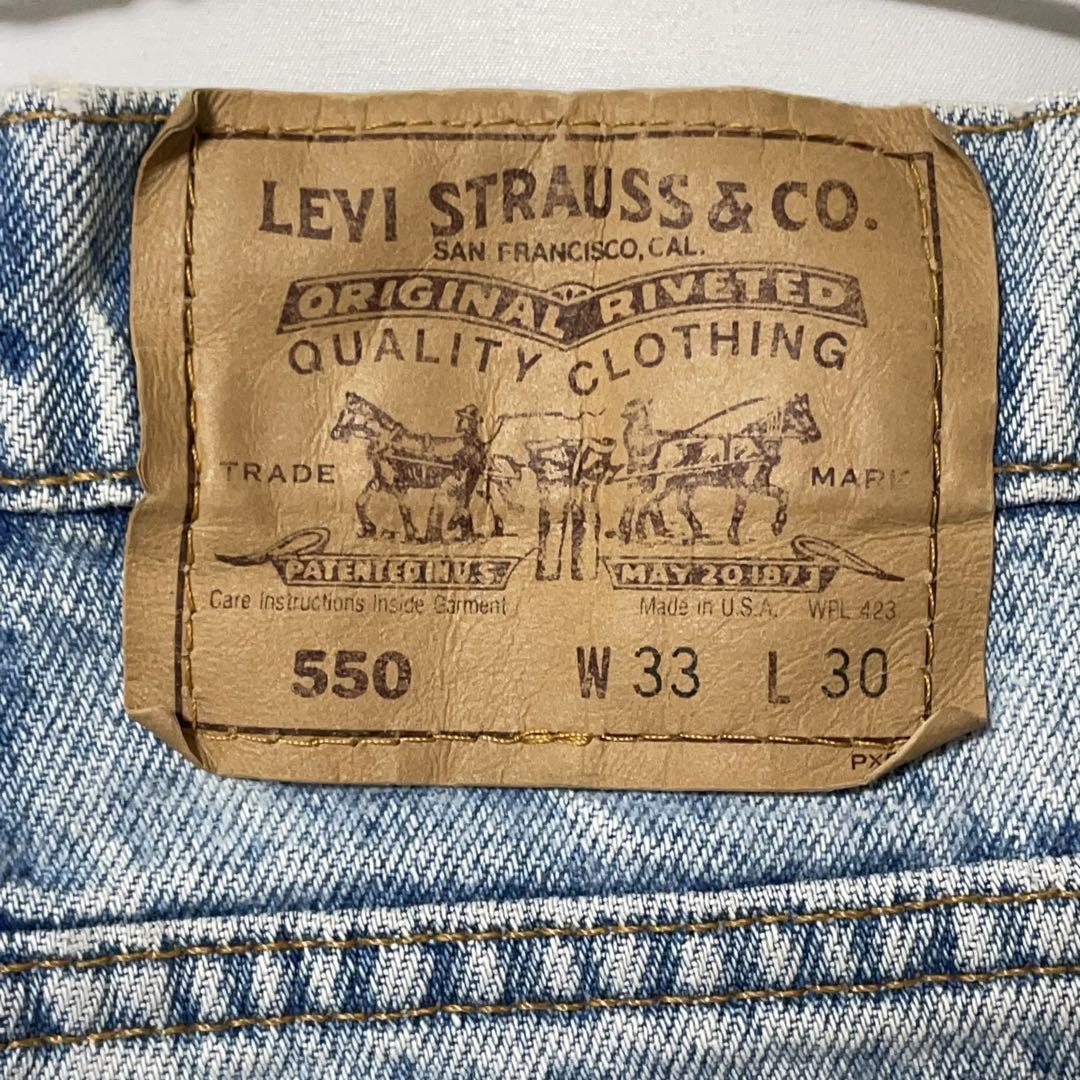 LEVI STRAUSS & CO.
SAN FRANCISCO, CAL.
ORIGINAL RIVETED
QUALITY CLOTHING
TRADE MARK
PATENTED IN U.S. MAY 20 1873
Care Instructions Inside Garment Made in U.S.A. WPL 423
550 W 33 L 30